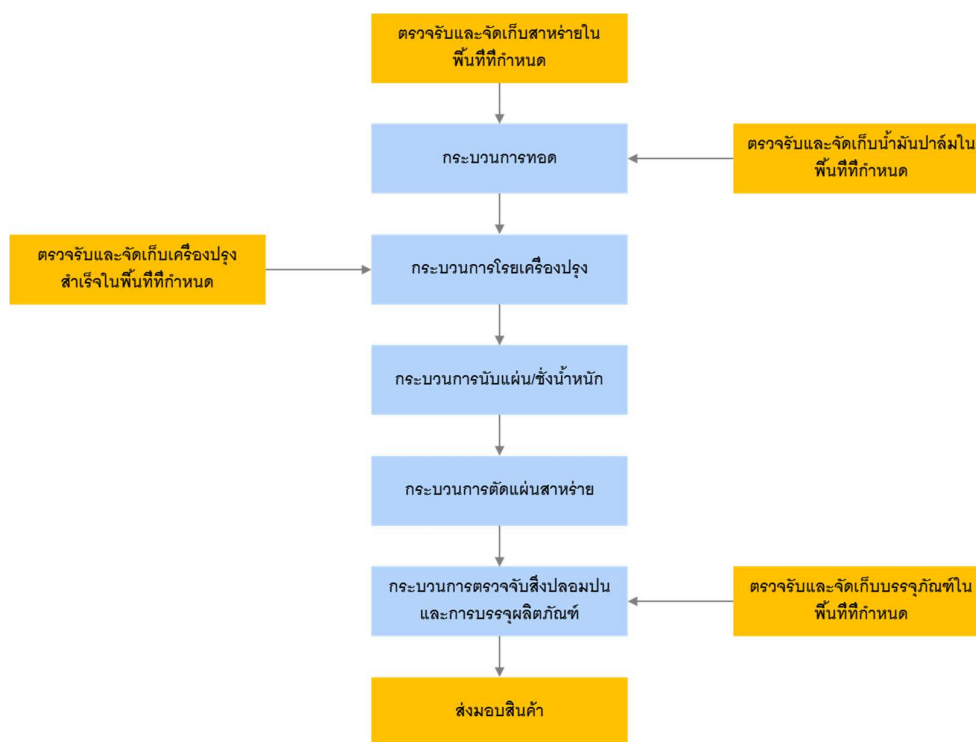 ตรวจรับและจัดเก็บสาหร่ายใน
พื้นที่ที่กำหนด
กระบวนการทอด
ตรวจรับและจัดเก็บน้ำมันปาล์มใน
พื้นที่ที่กำหนด
ตรวจรับและจัดเก็บเครื่องปรุง
สำเร็จในพื้นที่ที่กำหนด
กระบวนการโรยเครื่องปรุง
กระบวนการนับแผ่น/ชั่งน้ำหนัก
กระบวนการตัดแผ่นสาหร่าย
กระบวนการตรวจจับสิ่งปลอมปน
และการบรรจุผลิตภัณฑ์
ตรวจรับและจัดเก็บบรรจุภัณฑ์ใน
พื้นที่ที่กำหนด
ส่งมอบสินค้า